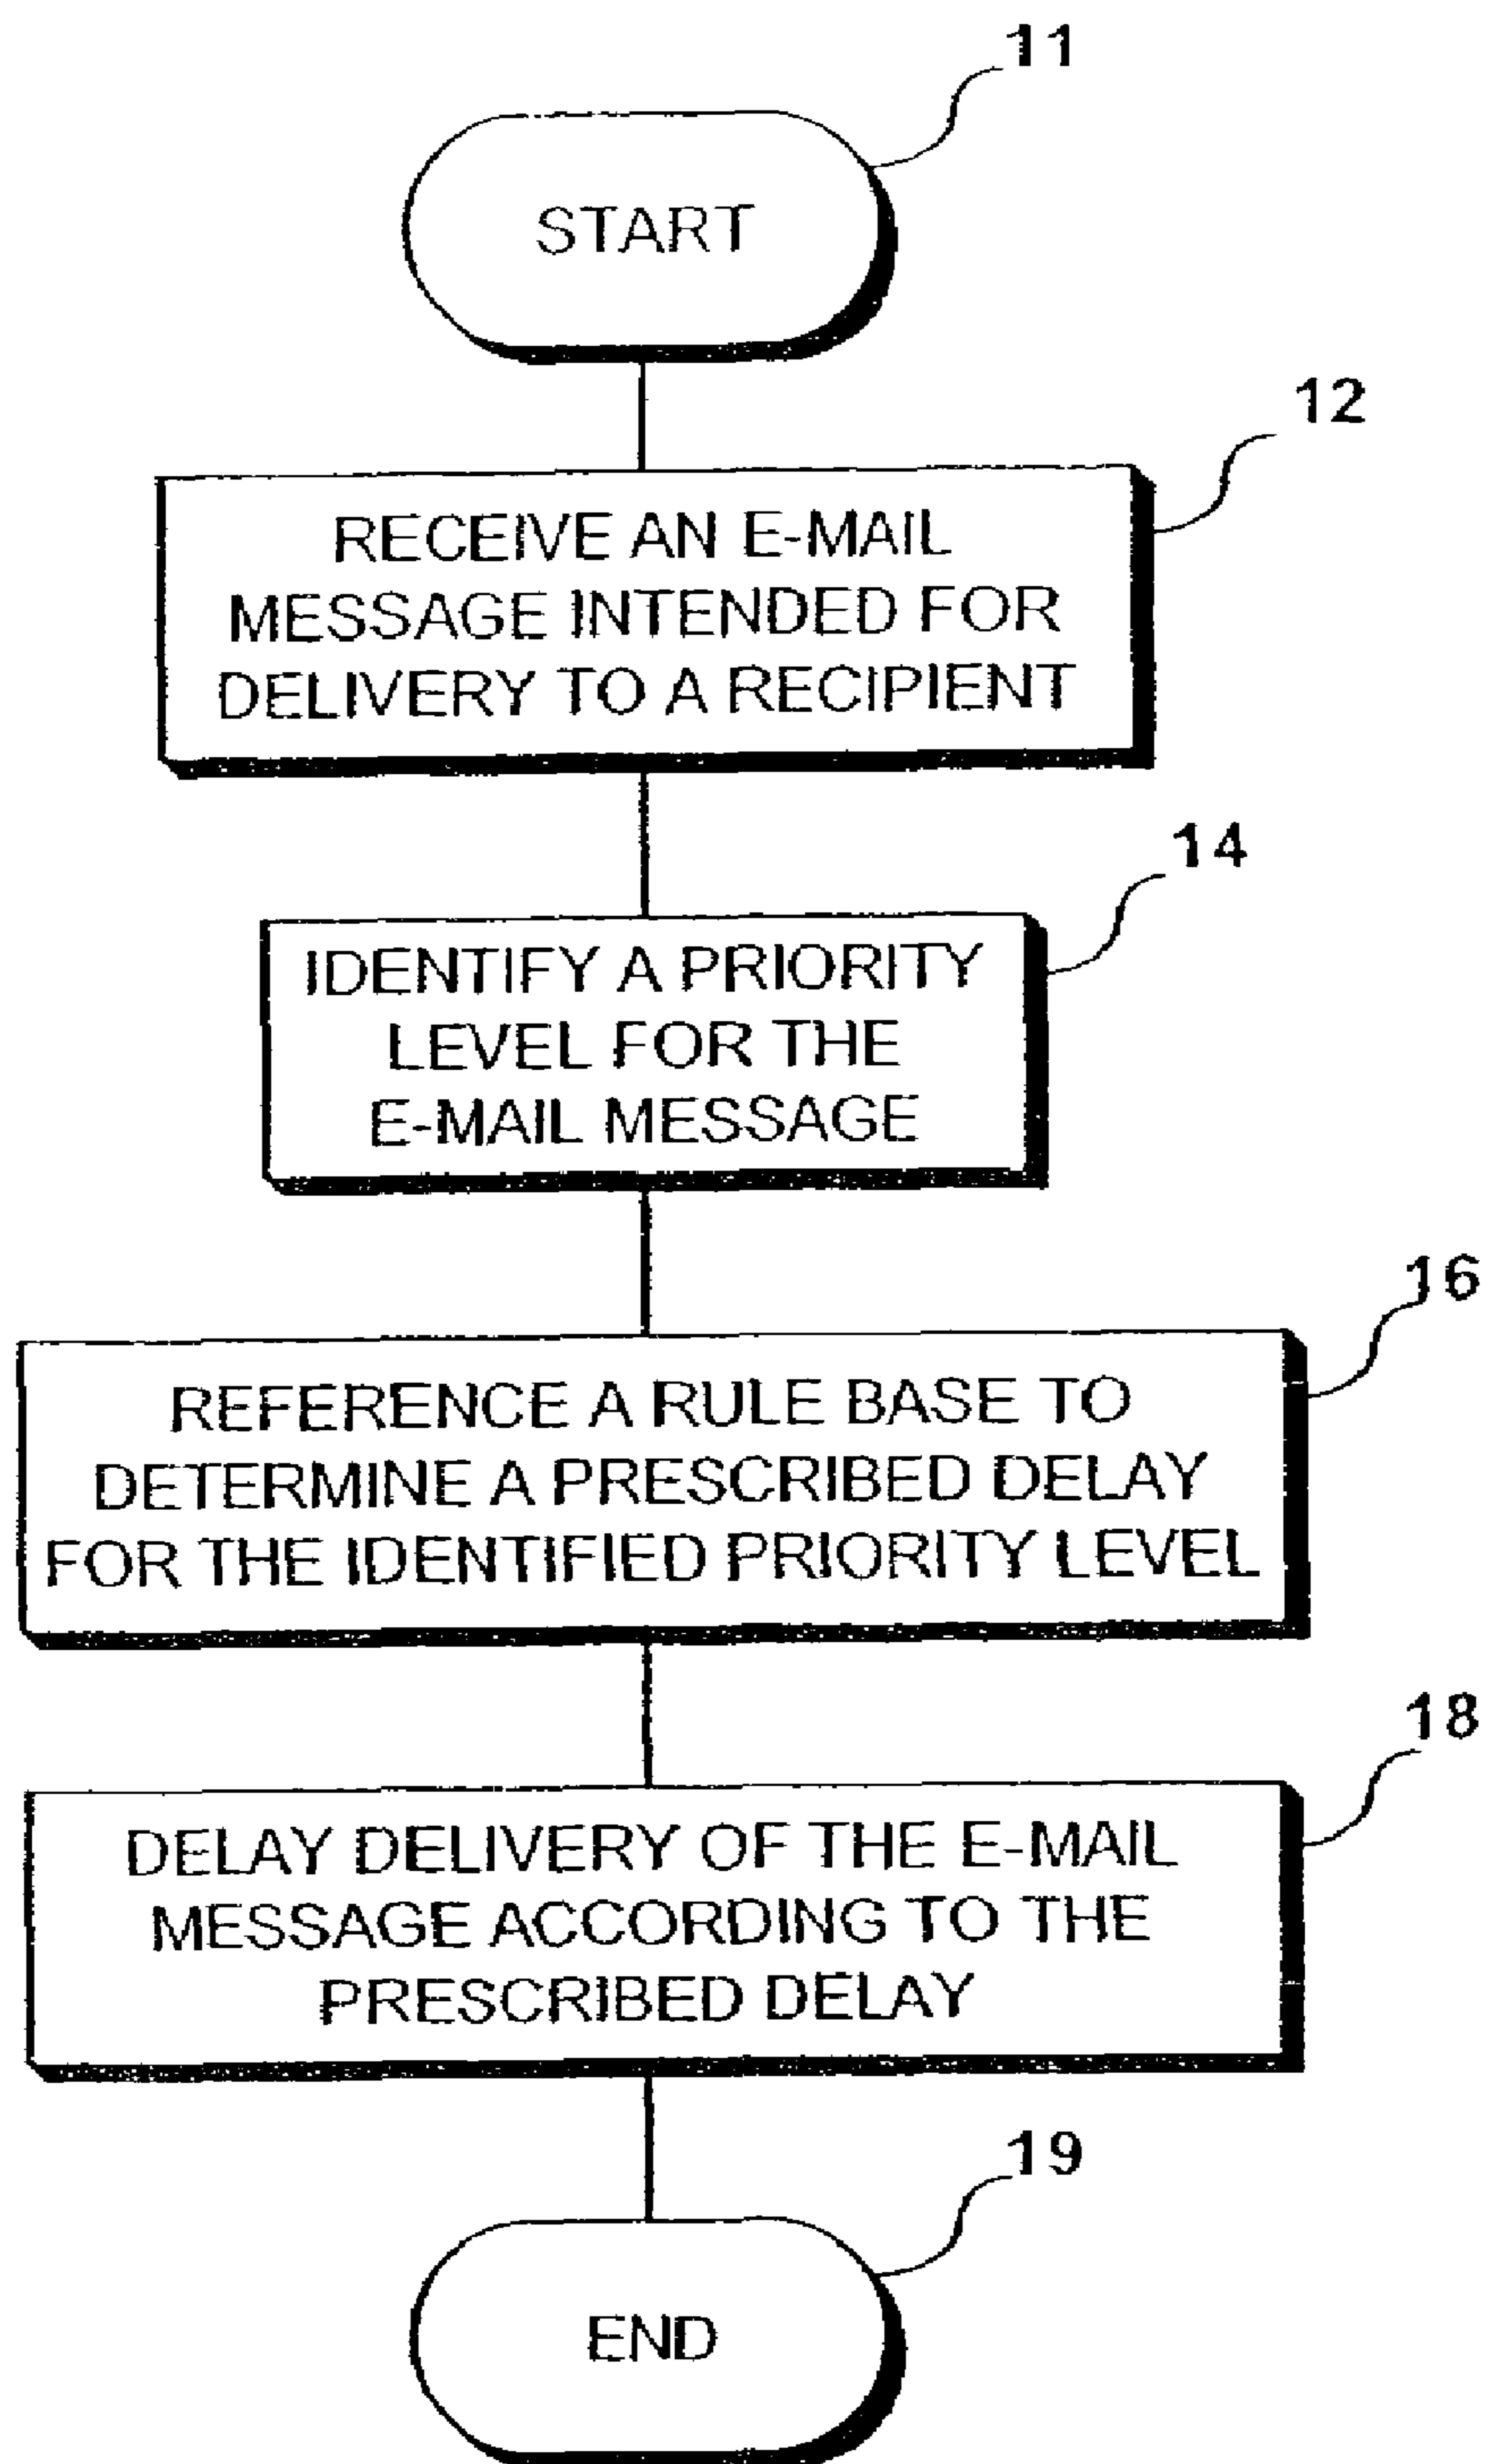 11
START
12
RECEIVE AN E-MAIL
MESSAGE INTENDED FOR
DELIVERY TO A RECIPIENT
14
IDENTIFY A PRIORITY
LEVEL FOR THE
E-MAIL MESSAGE
16
REFERENCE A RULE BASE TO
DETERMINE A PRESCRIBED DELAY
FOR THE IDENTIFIED PRIORITY LEVEL
18
DELAY DELIVERY OF THE E-MAIL
MESSAGE ACCORDING TO THE
PRESCRIBED DELAY
19
END